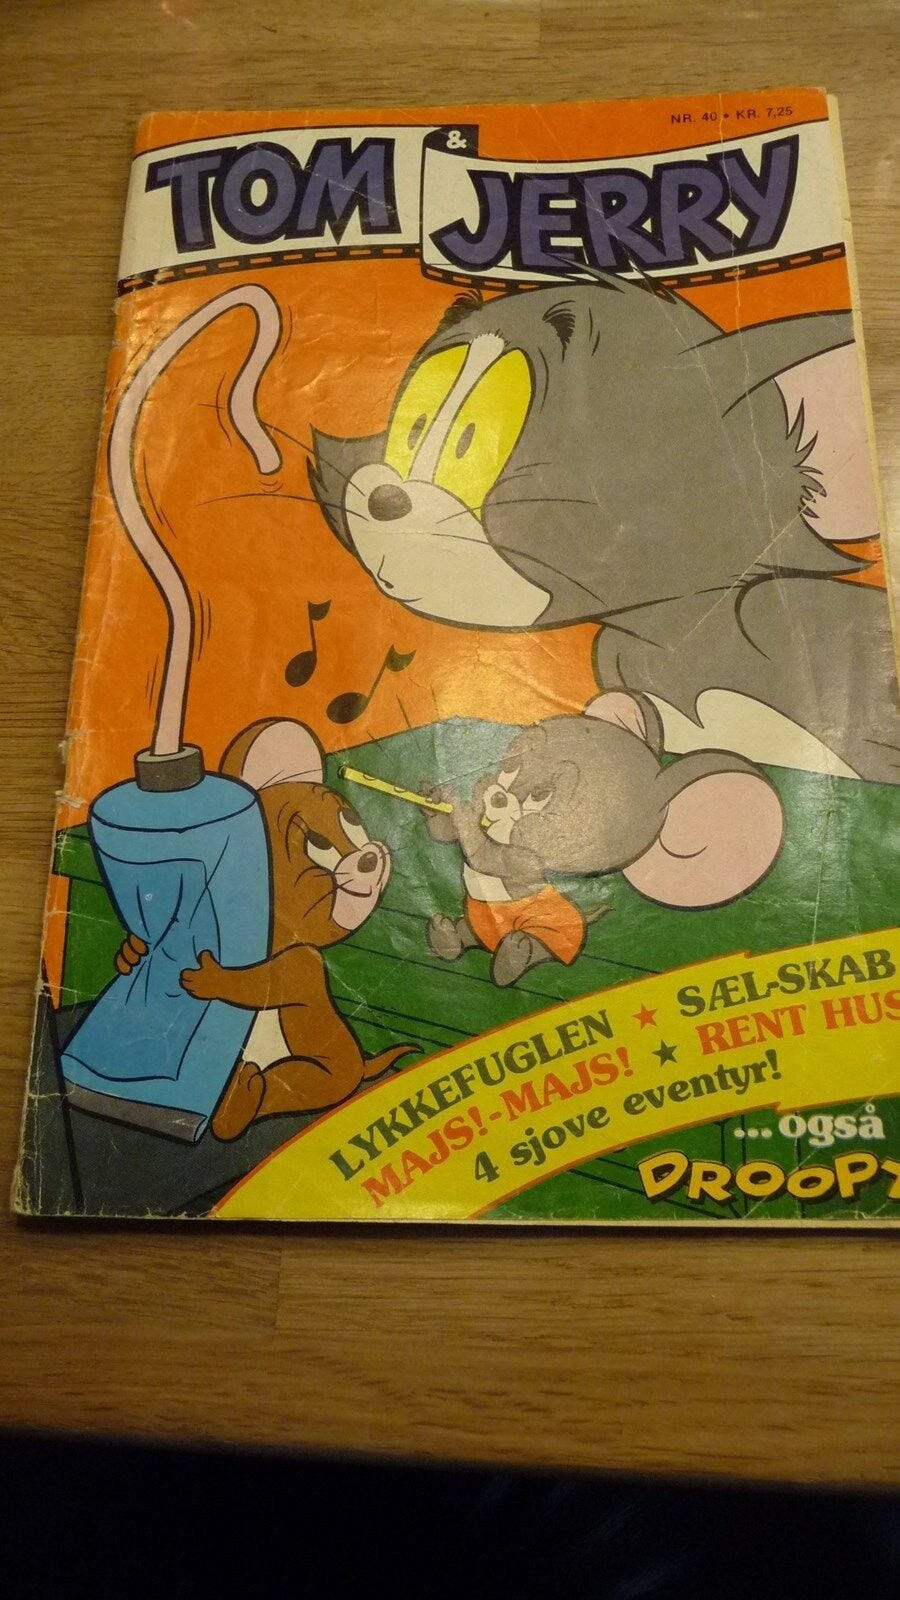 NR. 40 • KR. 7,25
TOM & JERRY
LYKKEFUGLEN ★ SÆL-SKAB
MAJS!-MAJS! ★ RENT HUS
4 sjove eventyr!
... også
DROOPY